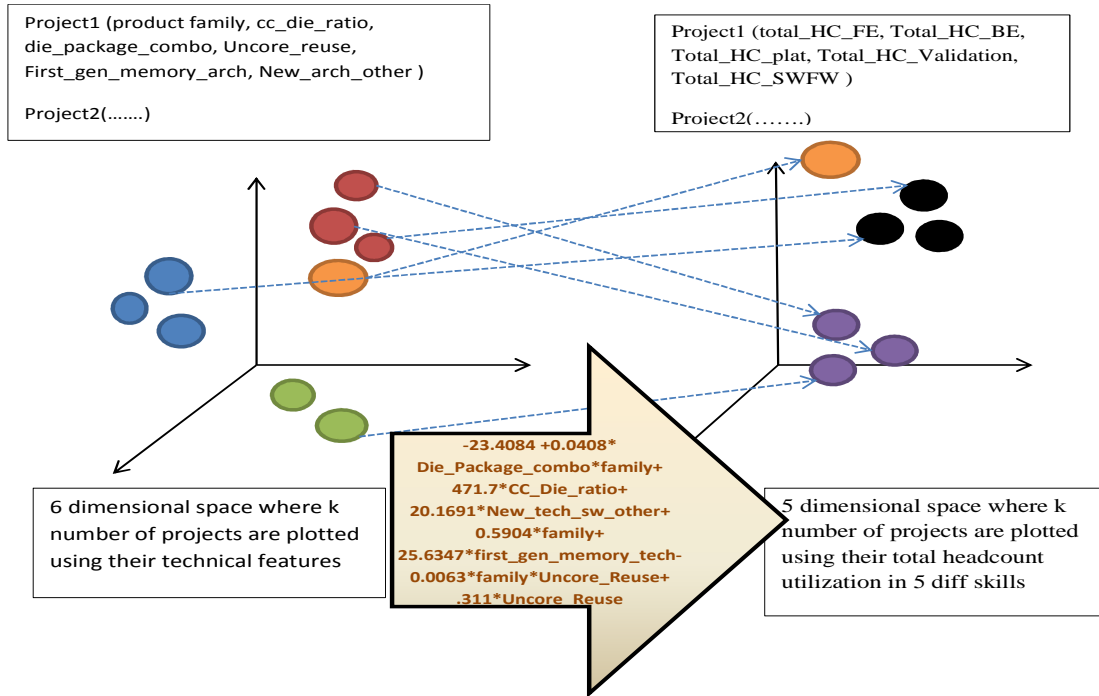 Project1 (product family, cc_die_ratio,
die_package_combo, Uncore_reuse,
First_gen_memory_arch, New_arch_other )
Project2(.......)
Project1 (total_HC_FE, Total_HC_BE,
Total_HC_plat, Total_HC_Validation,
Total_HC_SWFW )
Project2(…….)
-23.4084 +0.0408*
Die_Package_combo*family+
471.7*CC_Die_ratio+
20.1691*New_tech_sw_other+
0.5904*family+
25.6347*first_gen_memory_tech-
0.0063*family*Uncore_Reuse+
.311*Uncore_Reuse
6 dimensional space where k
number of projects are plotted
using their technical features
5 dimensional space where k
number of projects are plotted
using their total headcount
utilization in 5 diff skills